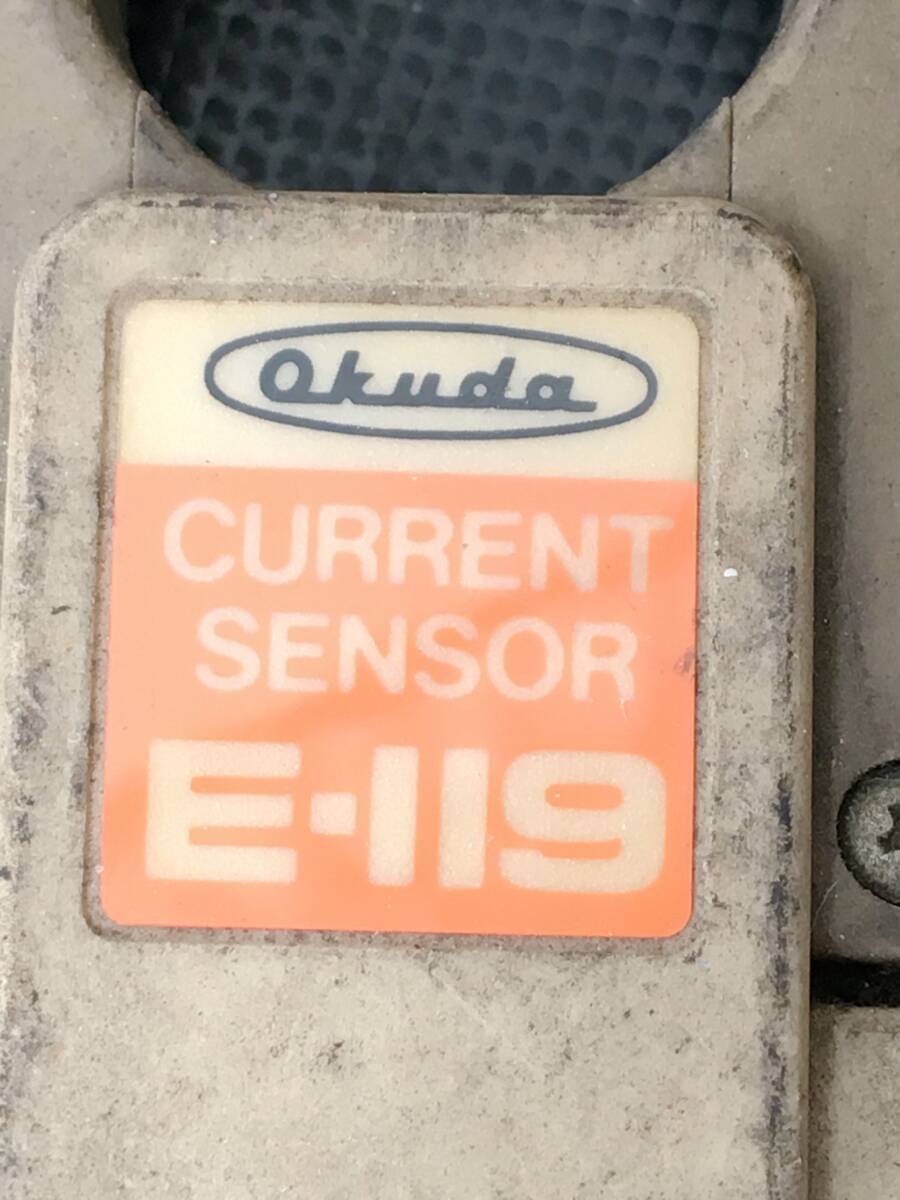 Okuda
CURRENT
SENSOR
E-119